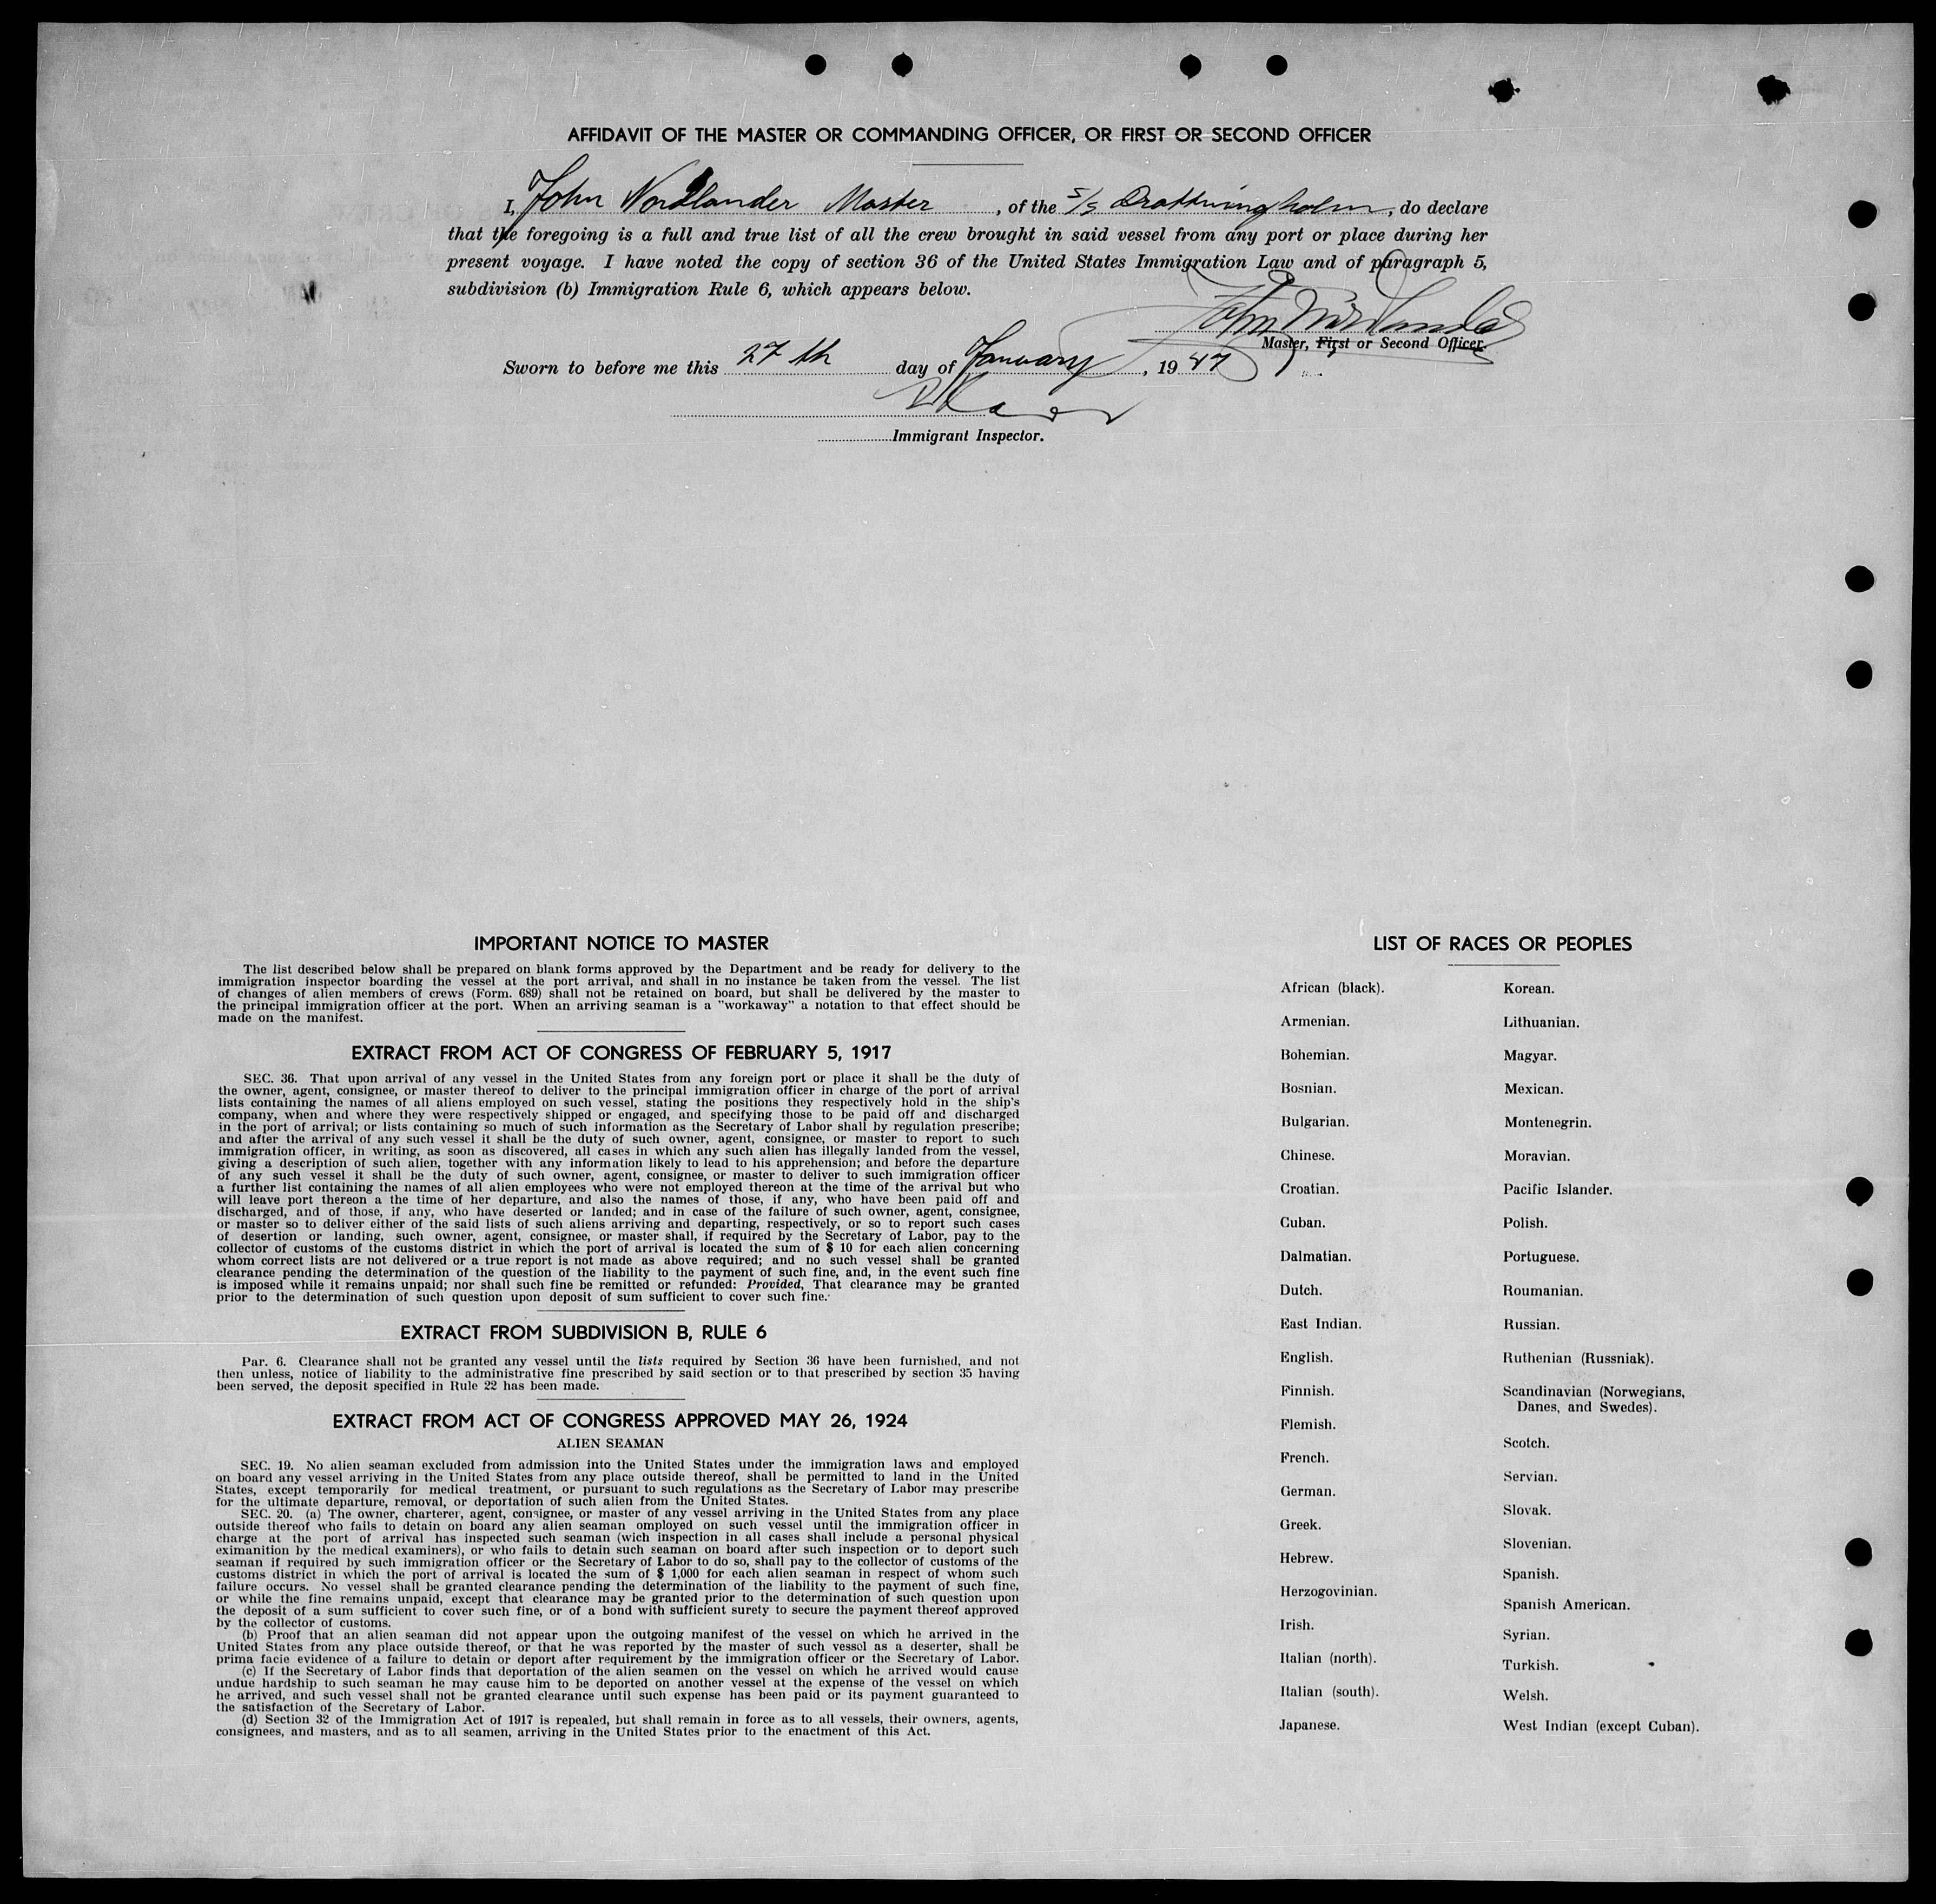 AFFIDAVIT OF THE MASTER OR COMMANDING OFFICER, OR FIRST OR SECOND OFFICER
I, John Nordlander Master, of the S/S Drottningholm, do declare
that the foregoing is a full and true list of all the crew brought in said vessel from any port or place during her
present voyage. I have noted the copy of section 36 of the United States Immigration Law and of paragraph 5,
subdivision (b) Immigration Rule 6, which appears below.
John Nordlander
Master, First or Second Officer.
Sworn to before me this 27 th day of January, 19 47
Immigrant Inspector.
IMPORTANT NOTICE TO MASTER
The list described below shall be prepared on blank forms approved by the Department and be ready for delivery to the
immigration inspector boarding the vessel at the port arrival, and shall in no instance be taken from the vessel. The list
of changes of alien members of crews (Form. 689) shall not be retained on board, but shall be delivered by the master to
the principal immigration officer at the port. When an arriving seaman is a "workaway" a notation to that effect should be
made on the manifest.
EXTRACT FROM ACT OF CONGRESS OF FEBRUARY 5, 1917
SEC. 36. That upon arrival of any vessel in the United States from any foreign port or place it shall be the duty of
the owner, agent, consignee, or master thereof to deliver to the principal immigration officer in charge of the port of arrival
lists containing the names of all aliens employed on such vessel, stating the positions they respectively hold in the ship's
company, when and where they were respectively shipped or engaged, and specifying those to be paid off and discharged
in the port of arrival; or lists containing so much of such information as the Secretary of Labor shall by regulation prescribe;
and after the arrival of any such vessel it shall be the duty of such owner, agent, consignee, or master to report to such
immigration officer, in writing, as soon as discovered, all cases in which any such alien has illegally landed from the vessel,
giving a description of such alien, together with any information likely to lead to his apprehension; and before the departure
of any such vessel it shall be the duty of such owner, agent, consignee, or master to deliver to such immigration officer
a further list containing the names of all alien employees who were not employed thereon at the time of the arrival but who
will leave port thereon a the time of her departure, and also the names of those, if any, who have been paid off and
discharged, and of those, if any, who have deserted or landed; and in case of the failure of such owner, agent, consignee,
or master so to deliver either of the said lists of such aliens arriving and departing, respectively, or so to report such cases
of desertion or landing, such owner, agent, consignee, or master shall, if required by the Secretary of Labor, pay to the
collector of customs of the customs district in which the port of arrival is located the sum of $ 10 for each alien concerning
whom correct lists are not delivered or a true report is not made as above required; and no such vessel shall be granted
clearance pending the determination of the question of the liability to the payment of such fine, and, in the event such fine
is imposed while it remains unpaid; nor shall such fine be remitted or refunded: Provided, That clearance may be granted
prior to the determination of such question upon deposit of sum sufficient to cover such fine.
EXTRACT FROM SUBDIVISION B, RULE 6
Par. 6. Clearance shall not be granted any vessel until the lists required by Section 36 have been furnished, and not
then unless, notice of liability to the administrative fine prescribed by said section or to that prescribed by section 35 having
been served, the deposit specified in Rule 22 has been made.
EXTRACT FROM ACT OF CONGRESS APPROVED MAY 26, 1924
ALIEN SEAMAN
SEC. 19. No alien seaman excluded from admission into the United States under the immigration laws and employed
on board any vessel arriving in the United States from any place outside thereof, shall be permitted to land in the United
States, except temporarily for medical treatment, or pursuant to such regulations as the Secretary of Labor may prescribe
for the ultimate departure, removal, or deportation of such alien from the United States.
SEC. 20. (a) The owner, charterer, agent, consignee, or master of any vessel arriving in the United States from any place
outside thereof who fails to detain on board any alien seaman omployed on such vessel until the immigration officer in
charge at the port of arrival has inspected such seaman (wich inspection in all cases shall include a personal physical
eximanition by the medical examiners), or who fails to detain such seaman on board after such inspection or to deport such
seaman if required by such immigration officer or the Secretary of Labor to do so, shall pay to the collector of customs of the
customs district in which the port of arrival is located the sum of $ 1,000 for each alien seaman in respect of whom such
failure occurs. No vessel shall be granted clearance pending the determination of the liability to the payment of such fine,
or while the fine remains unpaid, except that clearance may be granted prior to the determination of such question upon
the deposit of a sum sufficient to cover such fine, or of a bond with sufficient surety to secure the payment thereof approved
by the collector of customs.
(b) Proof that an alien seaman did not appear upon the outgoing manifest of the vessel on which he arrived in the
United States from any place outside thereof, or that he was reported by the master of such vessel as a deserter, shall be
prima facie evidence of a failure to detain or deport after requirement by the immigration officer or the Secretary of Labor.
(c) If the Secretary of Labor finds that deportation of the alien seamen on the vessel on which he arrived would cause
undue hardship to such seaman he may cause him to be deported on another vessel at the expense of the vessel on which
he arrived, and such vessel shall not be granted clearance until such expense has been paid or its payment guaranteed to
the satisfaction of the Secretary of Labor.
(d) Section 32 of the Immigration Act of 1917 is repealed, but shall remain in force as to all vessels, their owners, agents,
consignees, and masters, and as to all seamen, arriving in the United States prior to the enactment of this Act.
LIST OF RACES OR PEOPLES
African (black).
Armenian.
Bohemian.
Bosnian.
Bulgarian.
Chinese.
Croatian.
Cuban.
Dalmatian.
Dutch.
East Indian.
English.
Finnish.
Flemish.
French.
German.
Greek.
Hebrew.
Herzogovinian.
Irish.
Italian (north).
Italian (south).
Japanese.
Korean.
Lithuanian.
Magyar.
Mexican.
Montenegrin.
Moravian.
Pacific Islander.
Polish.
Portuguese.
Roumanian.
Russian.
Ruthenian (Russniak).
Scandinavian (Norwegians,
Danes, and Swedes).
Scotch.
Servian.
Slovak.
Slovenian.
Spanish.
Spanish American.
Syrian.
Turkish.
Welsh.
West Indian (except Cuban).